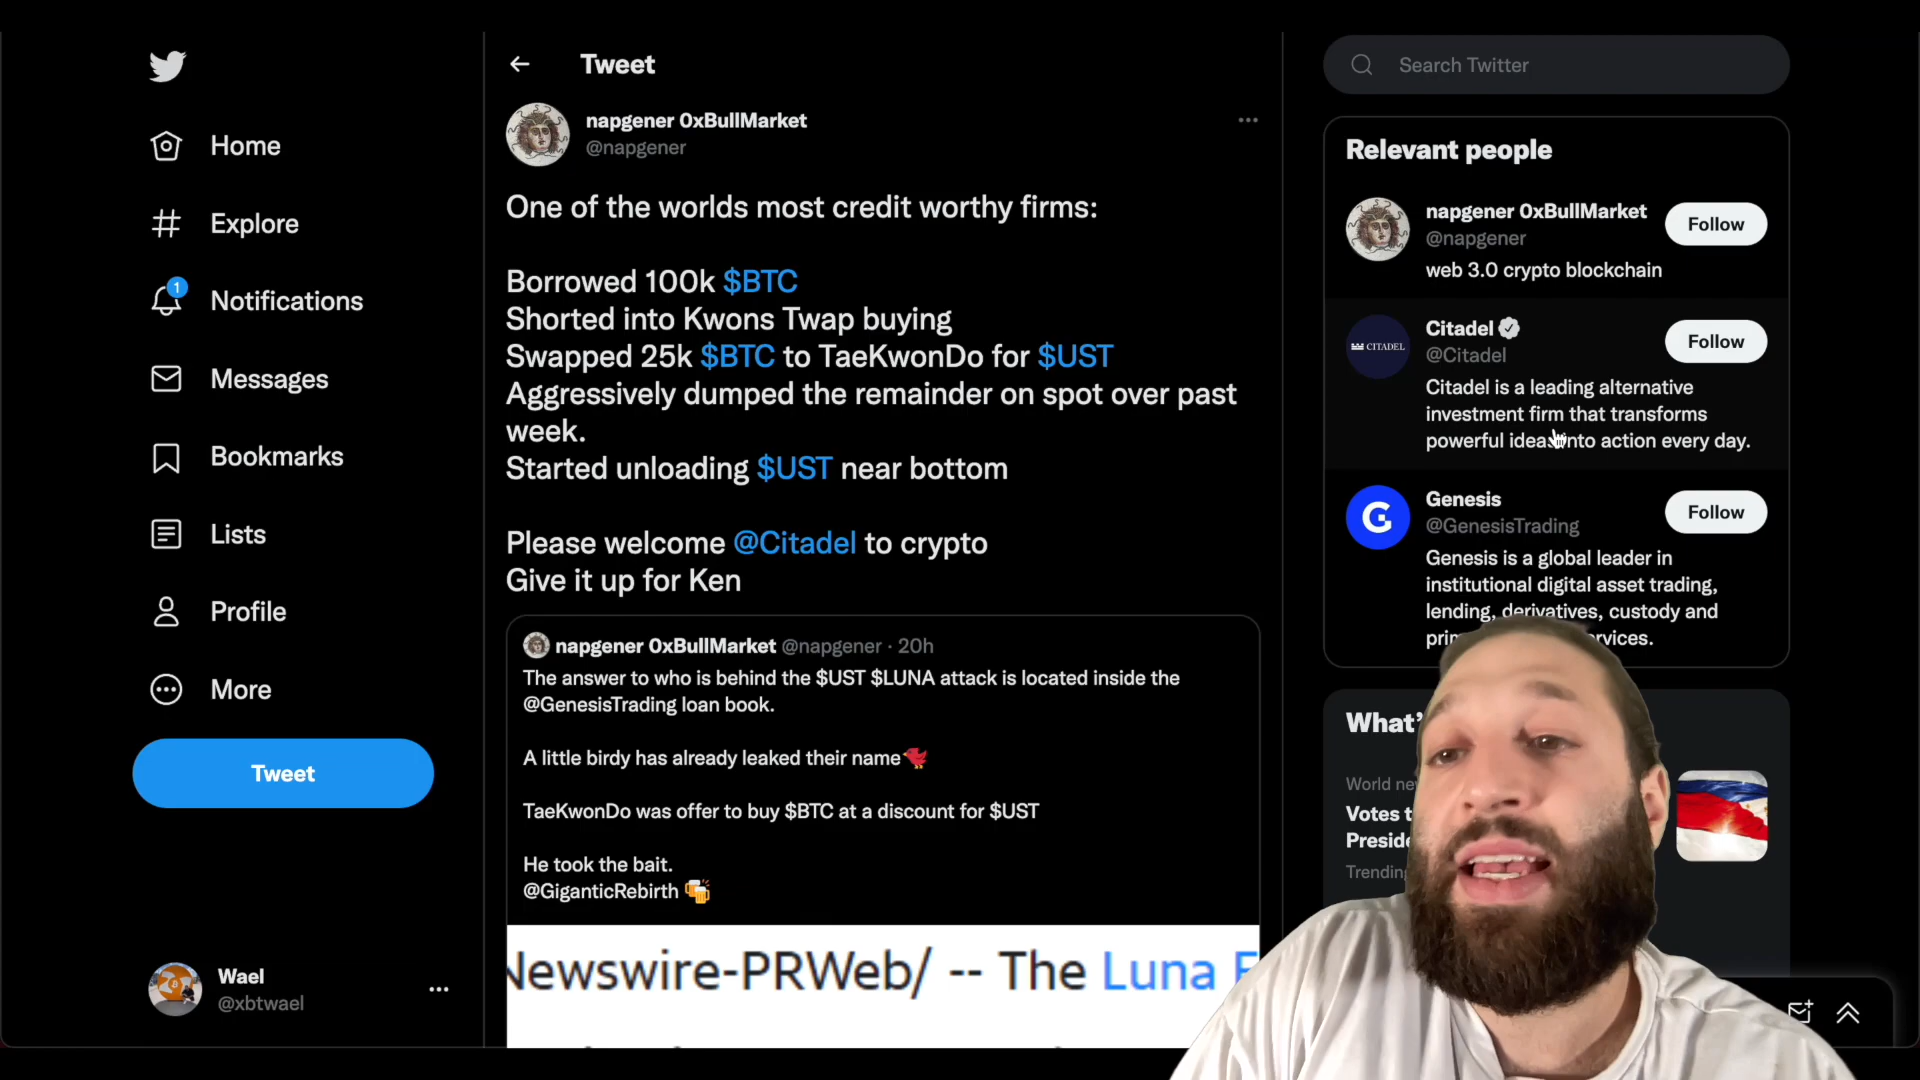 Home
Explore
1
Notifications
Messages
Bookmarks
Lists
Profile
More
Tweet
Wael
@xbtwael
Tweet
napgener 0xBullMarket
@napgener
One of the worlds most credit worthy firms:
Borrowed 100k $BTC
Shorted into Kwons Twap buying
Swapped 25k $BTC to TaeKwonDo for $UST
Aggressively dumped the remainder on spot over past
week.
Started unloading $UST near bottom
Please welcome @Citadel to crypto
Give it up for Ken
napgener 0xBullMarket @napgener · 20h
The answer to who is behind the $UST $LUNA attack is located inside the
@GenesisTrading loan book.
A little birdy has already leaked their name
TaeKwonDo was offer to buy $BTC at a discount for $UST
He took the bait.
@GiganticRebirth
Newswire-PRWeb/ -- The Luna F
Search Twitter
Relevant people
napgener 0xBullMarket
@napgener
Follow
web 3.0 crypto blockchain
Citadel
@Citadel
Follow
CITADEL
Citadel is a leading alternative
investment firm that transforms
powerful ideas into action every day.
Genesis
@GenesisTrading
Follow
G
Genesis is a global leader in
institutional digital asset trading,
lending, derivatives, custody and
What'
World
Votes
Trending